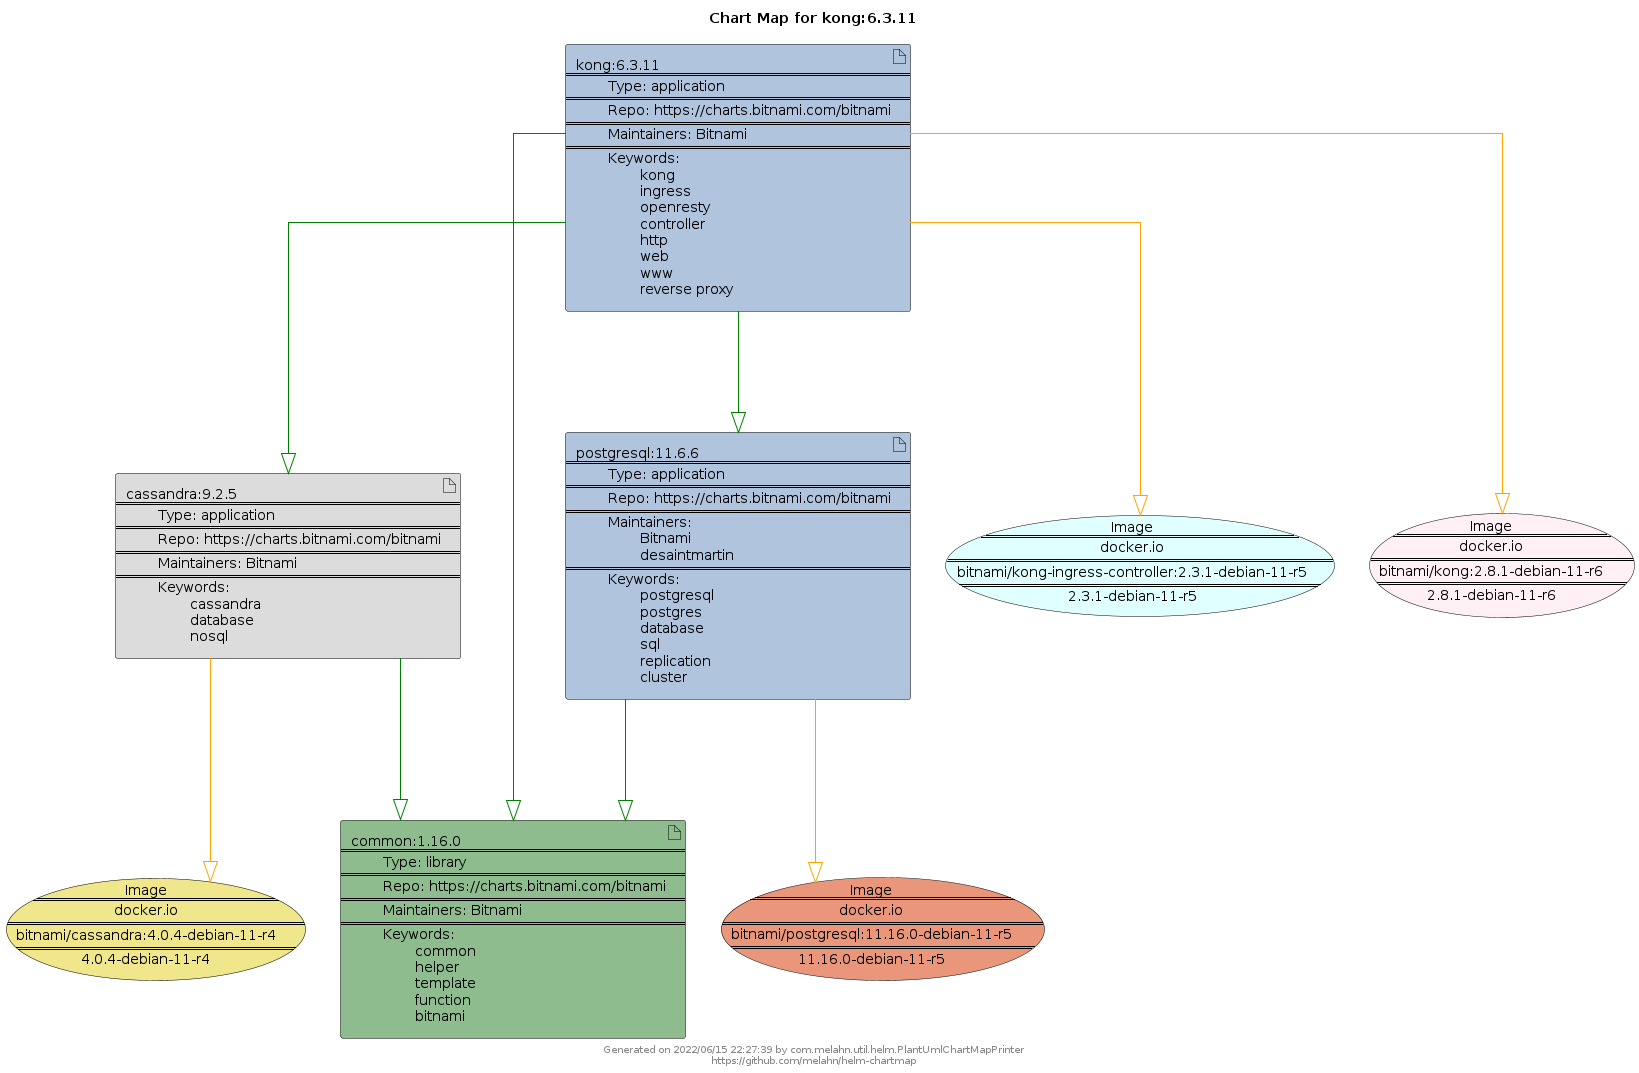 Chart Map for kong:6.3.11
kong:6.3.11
Type: application
Repo: https://charts.bitnami.com/bitnami
Maintainers: Bitnami
Keywords:
kong
ingress
openresty
controller
http
web
www
reverse proxy
postgresql:11.6.6
Type: application
Repo: https://charts.bitnami.com/bitnami
Maintainers:
Bitnami
desaintmartin
Keywords:
postgresql
postgres
database
sql
replication
cluster
cassandra:9.2.5
Type: application
Repo: https://charts.bitnami.com/bitnami
Maintainers: Bitnami
Keywords:
cassandra
database
nosql
Image
docker.io
bitnami/kong-ingress-controller:2.3.1-debian-11-r5
2.3.1-debian-11-r5
Image
docker.io
bitnami/kong:2.8.1-debian-11-r6
2.8.1-debian-11-r6
Image
docker.io
bitnami/cassandra:4.0.4-debian-11-r4
4.0.4-debian-11-r4
common:1.16.0
Type: library
Repo: https://charts.bitnami.com/bitnami
Maintainers: Bitnami
Keywords:
common
helper
template
function
bitnami
Image
docker.io
bitnami/postgresql:11.16.0-debian-11-r5
11.16.0-debian-11-r5
Generated on 2022/06/15 22:27:39 by com.melahn.util.helm.PlantUmlChartMapPrinter
https://github.com/melahn/helm-chartmap